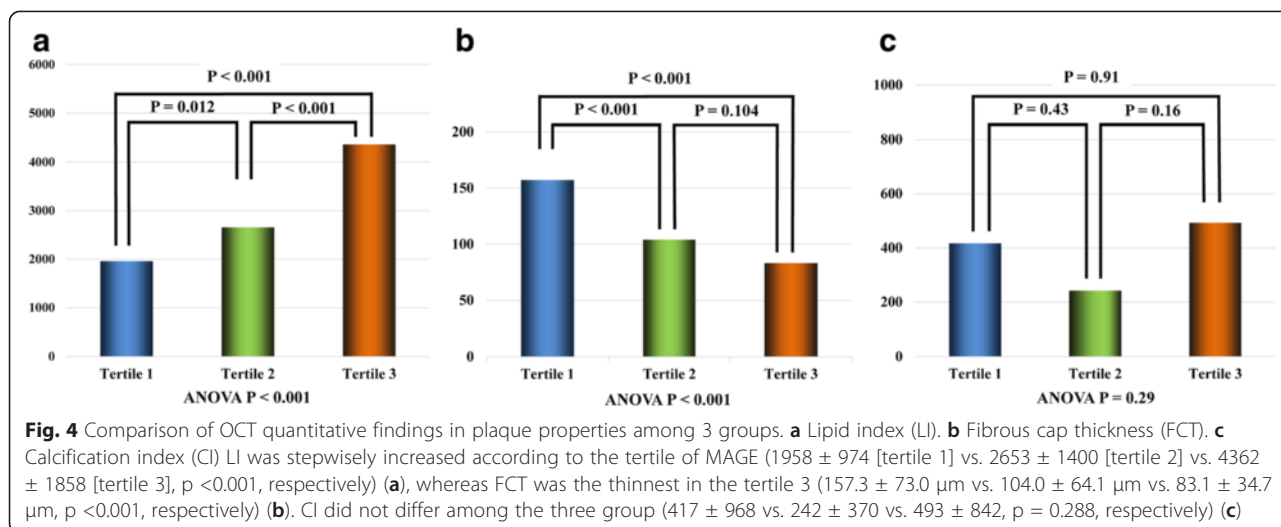 a
6000
5000
4000
3000
2000
1000
0
P < 0.001
P = 0.012
P < 0.001
Tertile 1
Tertile 2
Tertile 3
ANOVA P < 0.001
b
200
150
100
50
0
P < 0.001
P < 0.001
P = 0.104
Tertile 1
Tertile 2
Tertile 3
ANOVA P < 0.001
c
1000
800
600
400
200
0
P = 0.91
P = 0.43
P = 0.16
Tertile 1
Tertile 2
Tertile 3
ANOVA P = 0.29
Fig. 4 Comparison of OCT quantitative findings in plaque properties among 3 groups. a Lipid index (LI). b Fibrous cap thickness (FCT). c
Calcification index (CI) LI was stepwisely increased according to the tertile of MAGE (1958 ± 974 [tertile 1] vs. 2653 ± 1400 [tertile 2] vs. 4362
± 1858 [tertile 3], p <0.001, respectively) (a), whereas FCT was the thinnest in the tertile 3 (157.3 ± 73.0 μm vs. 104.0 ± 64.1 μm vs. 83.1 ± 34.7
μm, p <0.001, respectively) (b). CI did not differ among the three group (417 ± 968 vs. 242 ± 370 vs. 493 ± 842, p = 0.288, respectively) (c)